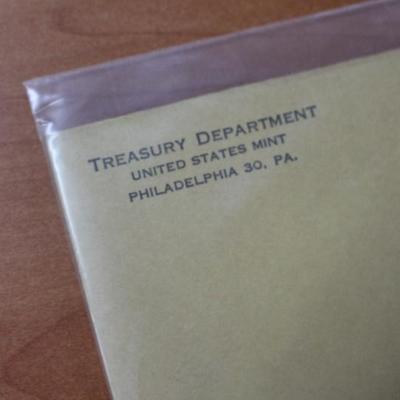 TREASURY DEPARTMENT
UNITED STATES MINT
PHILADELPHIA 30, PA.